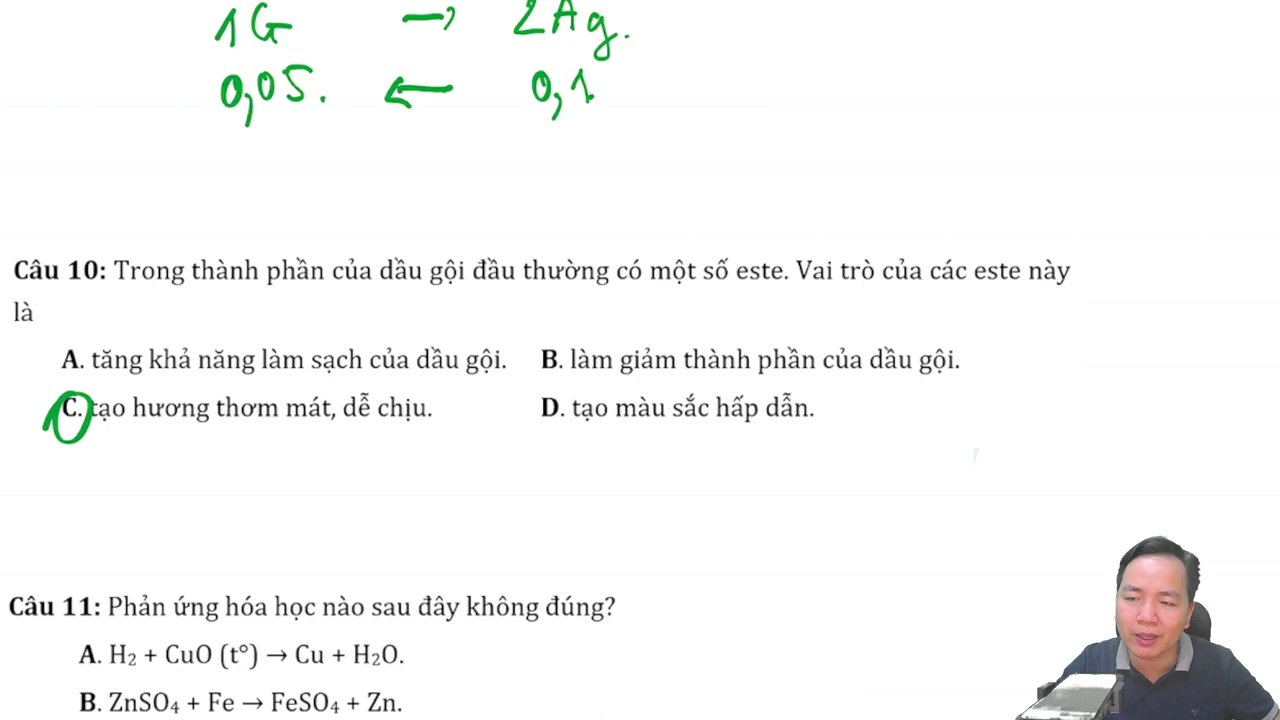 1G → 2Ag.
0,05. ← 0,1
Câu 10: Trong thành phần của dầu gội đầu thường có một số este. Vai trò của các este này
là
A. tăng khả năng làm sạch của dầu gội. B. làm giảm thành phần của dầu gội.
C. tạo hương thơm mát, dễ chịu. D. tạo màu sắc hấp dẫn.
Câu 11: Phản ứng hóa học nào sau đây không đúng?
A. H₂ + CuO (t°) → Cu + H₂O.
B. ZnSO₄ + Fe → FeSO₄ + Zn.